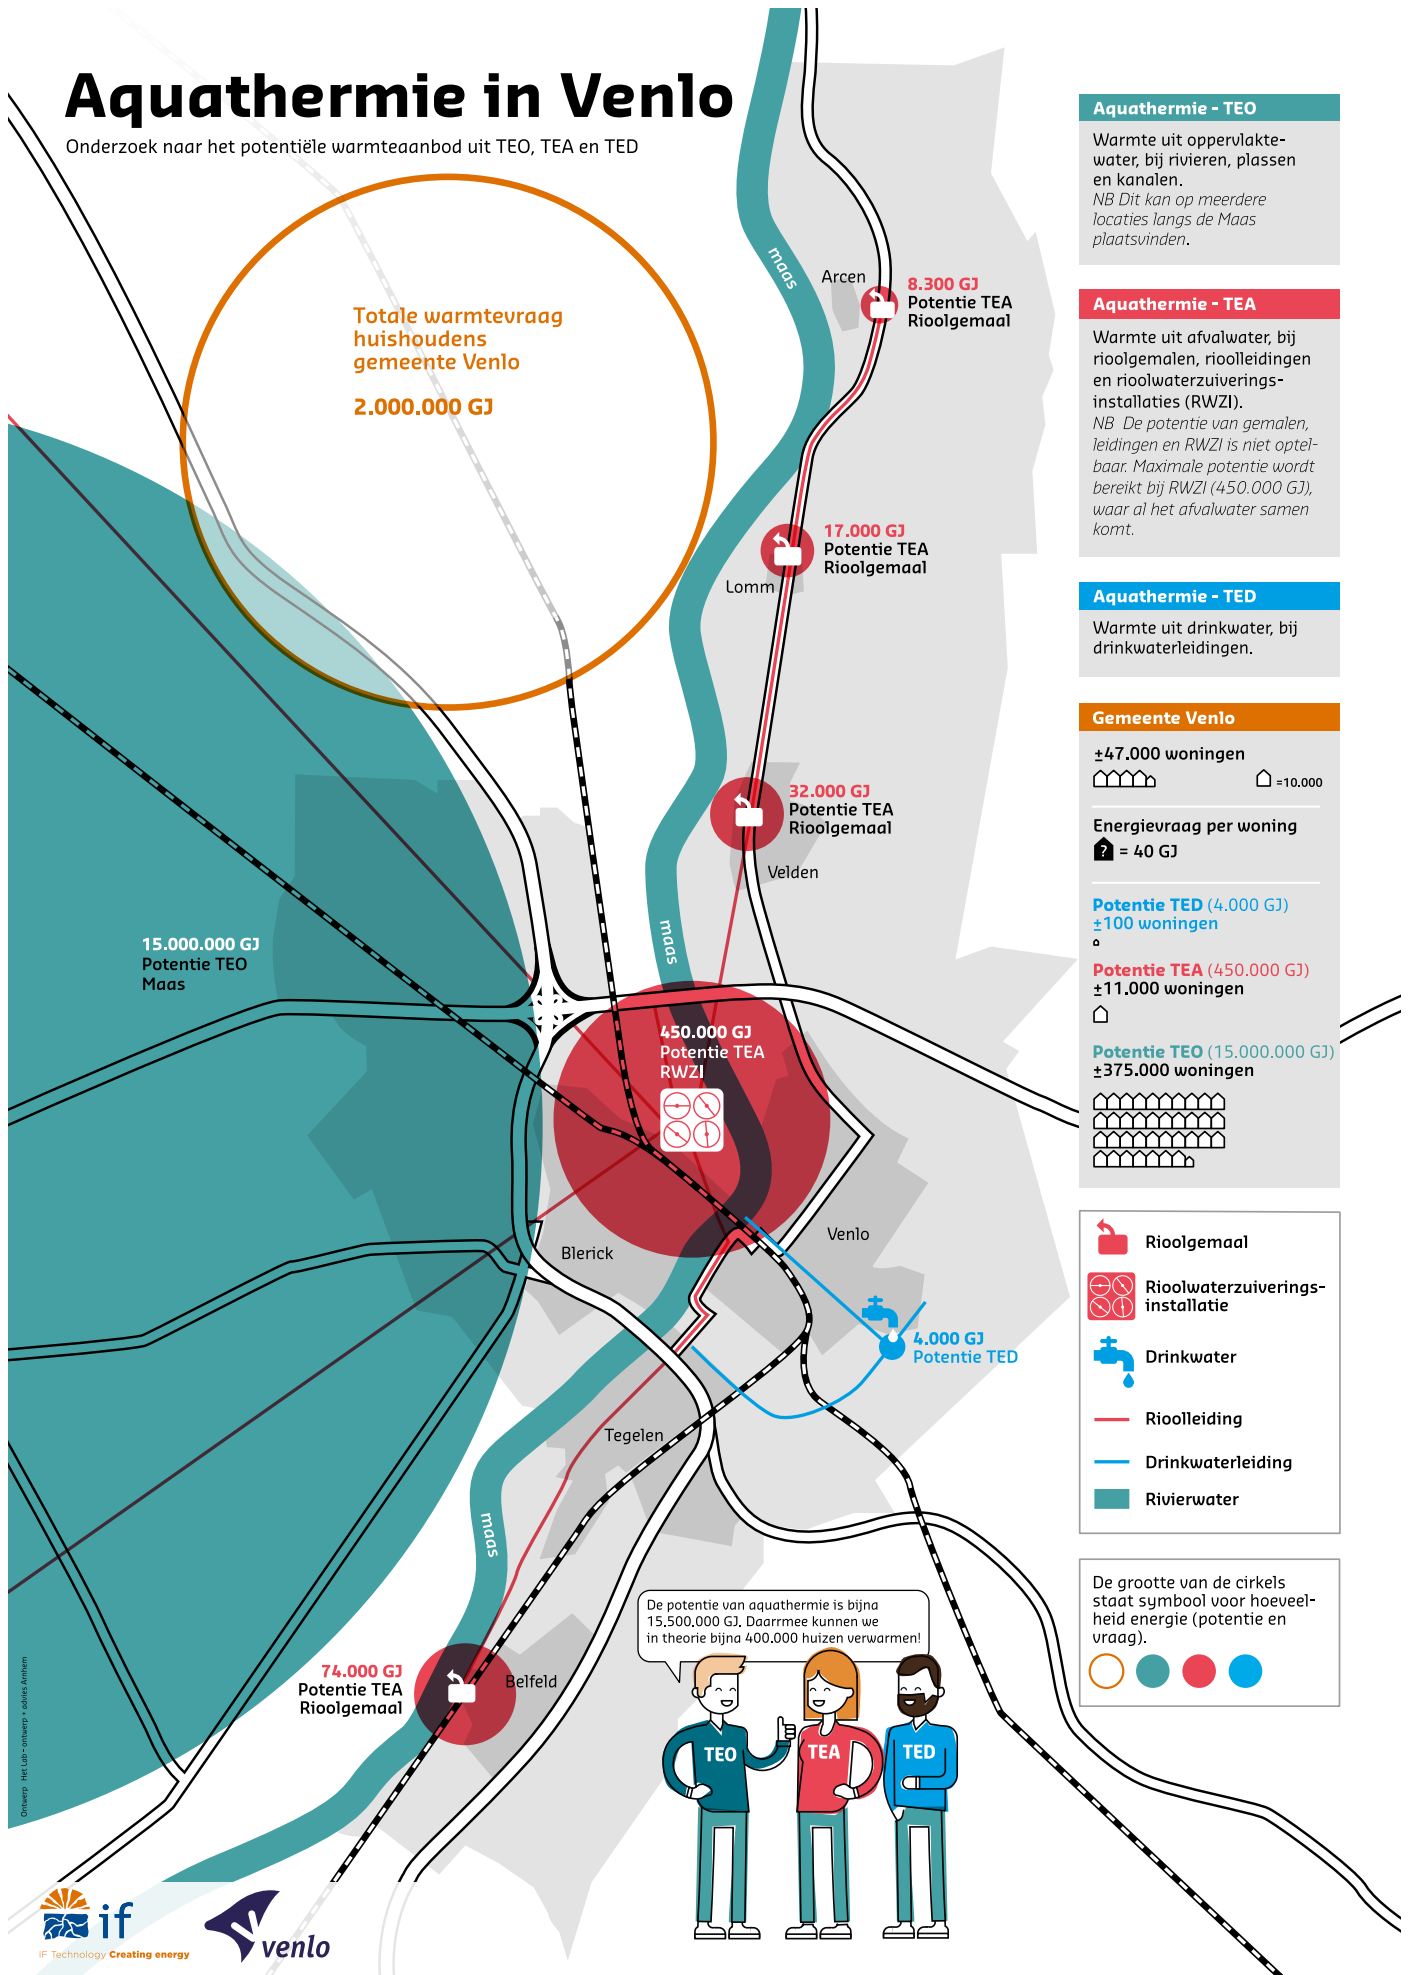 Aquathermie in Venlo
Onderzoek naar het potentiële warmteaanbod uit TEO, TEA en TED
Totale warmtevraag
huishoudens
gemeente Venlo
2.000.000 GJ
maas
Arcen
8.300 GJ
Potentie TEA
Rioolgemaal
17.000 GJ
Potentie TEA
Rioolgemaal
Lomm
32.000 GJ
Potentie TEA
Rioolgemaal
Velden
maas
15.000.000 GJ
Potentie TEO
Maas
450.000 GJ
Potentie TEA
RWZI
Blerick
Venlo
4.000 GJ
Potentie TED
Tegelen
maas
74.000 GJ
Potentie TEA
Rioolgemaal
Belfeld
De potentie van aquathermie is bijna
15.500.000 GJ. Daarrmee kunnen we
in theorie bijna 400.000 huizen verwarmen!
TEO
TEA
TED
Aquathermie - TEO
Warmte uit oppervlakte-
water, bij rivieren, plassen
en kanalen.
NB Dit kan op meerdere
locaties langs de Maas
plaatsvinden.
Aquathermie - TEA
Warmte uit afvalwater, bij
rioolgemalen, rioolleidingen
en rioolwaterzuiverings-
installaties (RWZI).
NB De potentie van gemalen,
leidingen en RWZI is niet optel-
baar. Maximale potentie wordt
bereikt bij RWZI (450.000 GJ),
waar al het afvalwater samen
komt.
Aquathermie - TED
Warmte uit drinkwater, bij
drinkwaterleidingen.
Gemeente Venlo
±47.000 woningen
=10.000
Energievraag per woning
? = 40 GJ
Potentie TED (4.000 GJ)
±100 woningen
Potentie TEA (450.000 GJ)
±11.000 woningen
Potentie TEO (15.000.000 GJ)
±375.000 woningen
Rioolgemaal
Rioolwaterzuiverings-
installatie
Drinkwater
Rioolleiding
Drinkwaterleiding
Rivierwater
De grootte van de cirkels
staat symbool voor hoeveel-
heid energie (potentie en
vraag).
Ontwerp Het Lab - ontwerp + advies Arnhem
if
IF Technology Creating energy
venlo